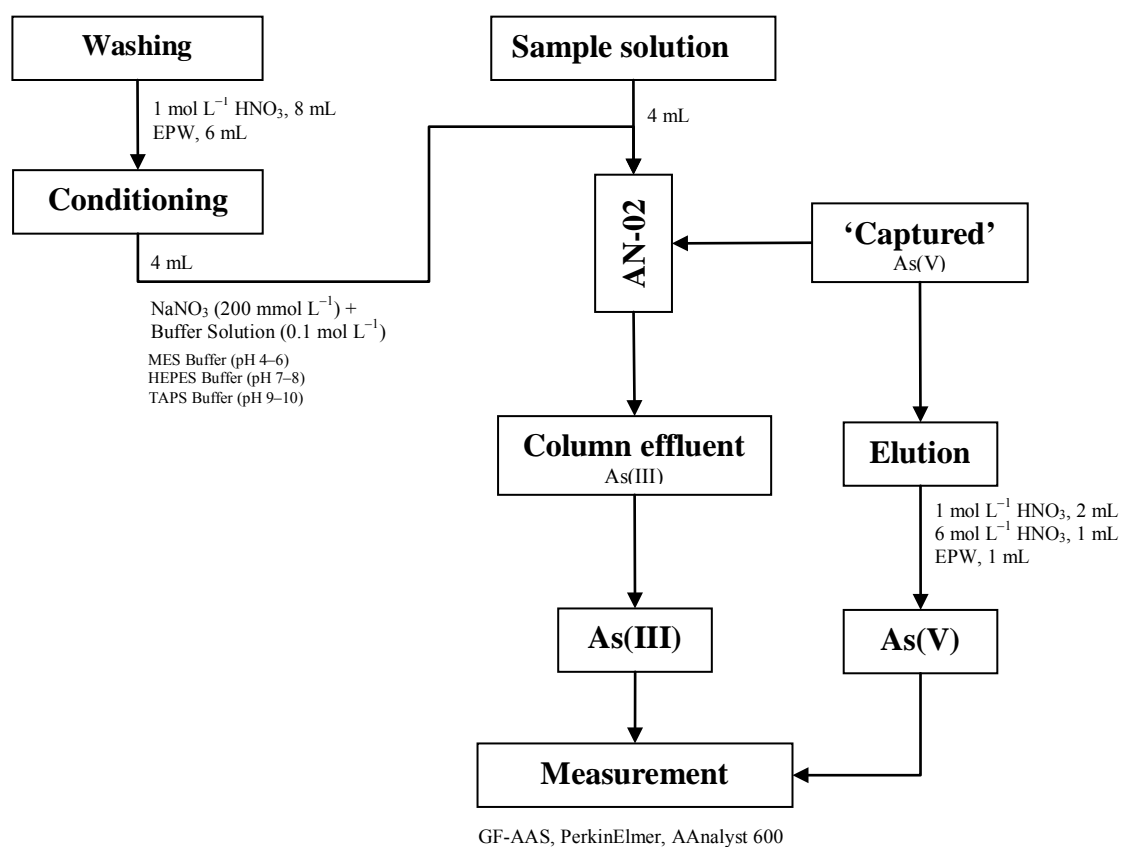 Washing
1 mol L⁻¹ HNO₃, 8 mL
EPW, 6 mL
Conditioning
4 mL
NaNO₃ (200 mmol L⁻¹) +
Buffer Solution (0.1 mol L⁻¹)
MES Buffer (pH 4–6)
HEPES Buffer (pH 7–8)
TAPS Buffer (pH 9–10)
Sample solution
4 mL
AN-02
‘Captured’
As(V)
Column effluent
As(III)
Elution
1 mol L⁻¹ HNO₃, 2 mL
6 mol L⁻¹ HNO₃, 1 mL
EPW, 1 mL
As(III)
As(V)
Measurement
GF-AAS, PerkinElmer, AAnalyst 600